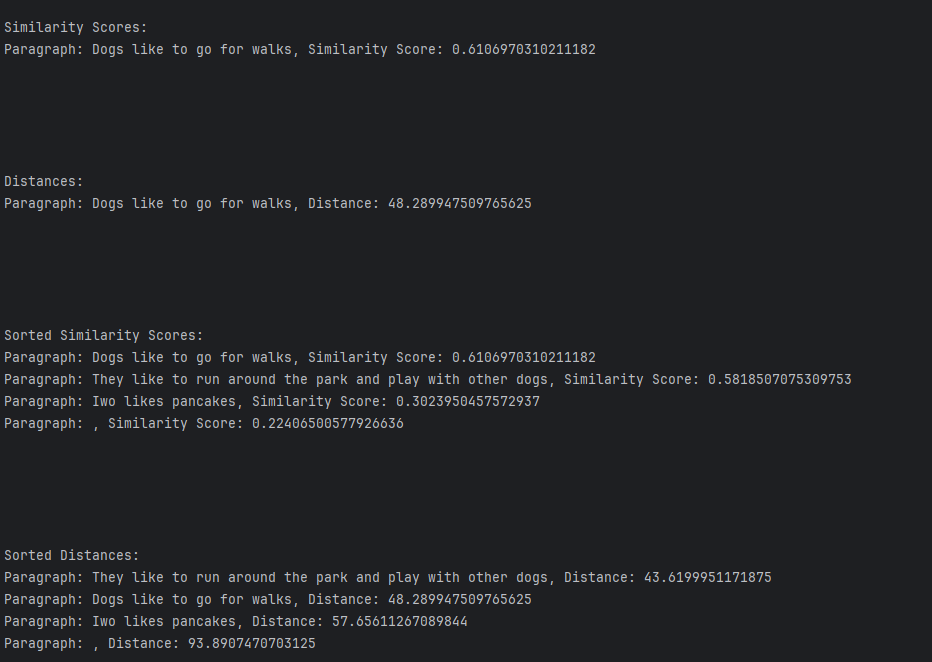 Similarity Scores:
Paragraph: Dogs like to go for walks, Similarity Score: 0.6106970310211182
Distances:
Paragraph: Dogs like to go for walks, Distance: 48.289947509765625
Sorted Similarity Scores:
Paragraph: Dogs like to go for walks, Similarity Score: 0.6106970310211182
Paragraph: They like to run around the park and play with other dogs, Similarity Score: 0.5818507075309753
Paragraph: Iwo likes pancakes, Similarity Score: 0.3023950457572937
Paragraph: , Similarity Score: 0.22406500577926636
Sorted Distances:
Paragraph: They like to run around the park and play with other dogs, Distance: 43.6199951171875
Paragraph: Dogs like to go for walks, Distance: 48.289947509765625
Paragraph: Iwo likes pancakes, Distance: 57.65611267089844
Paragraph: , Distance: 93.8907470703125